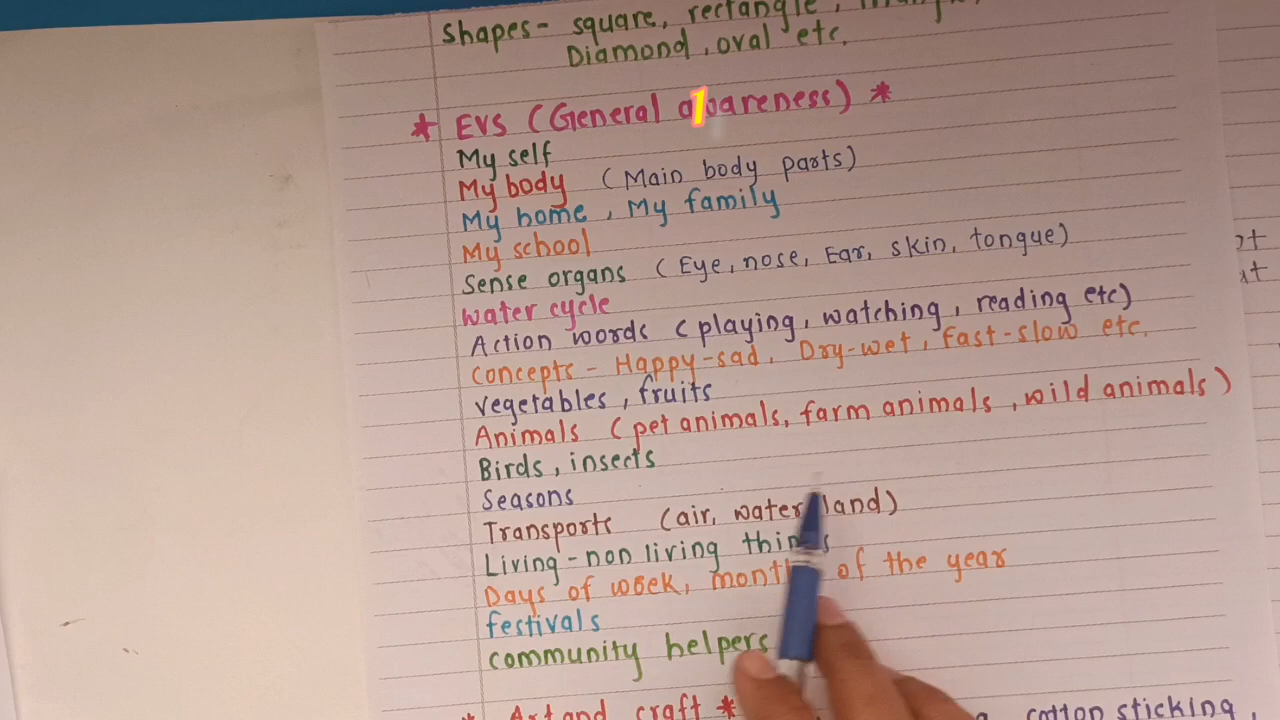 Shapes- square, rectangle,
Diamond, oval etc.
* EVS (General awareness) *
My self
My body (Main body parts)
My home, My family
My school
Sense organs (Eye, nose, Ear, skin, tongue)
water cycle
Action words (playing, watching, reading etc)
concepts - Happy-sad, Dry-wet, fast-slow etc.
vegetables, fruits
Animals (pet animals, farm animals, wild animals)
Birds, insects
Seasons
Transports (air, water, land)
Living-non living things
Days of week, months of the year
festivals
community helpers
* Art and craft *
cotton sticking,